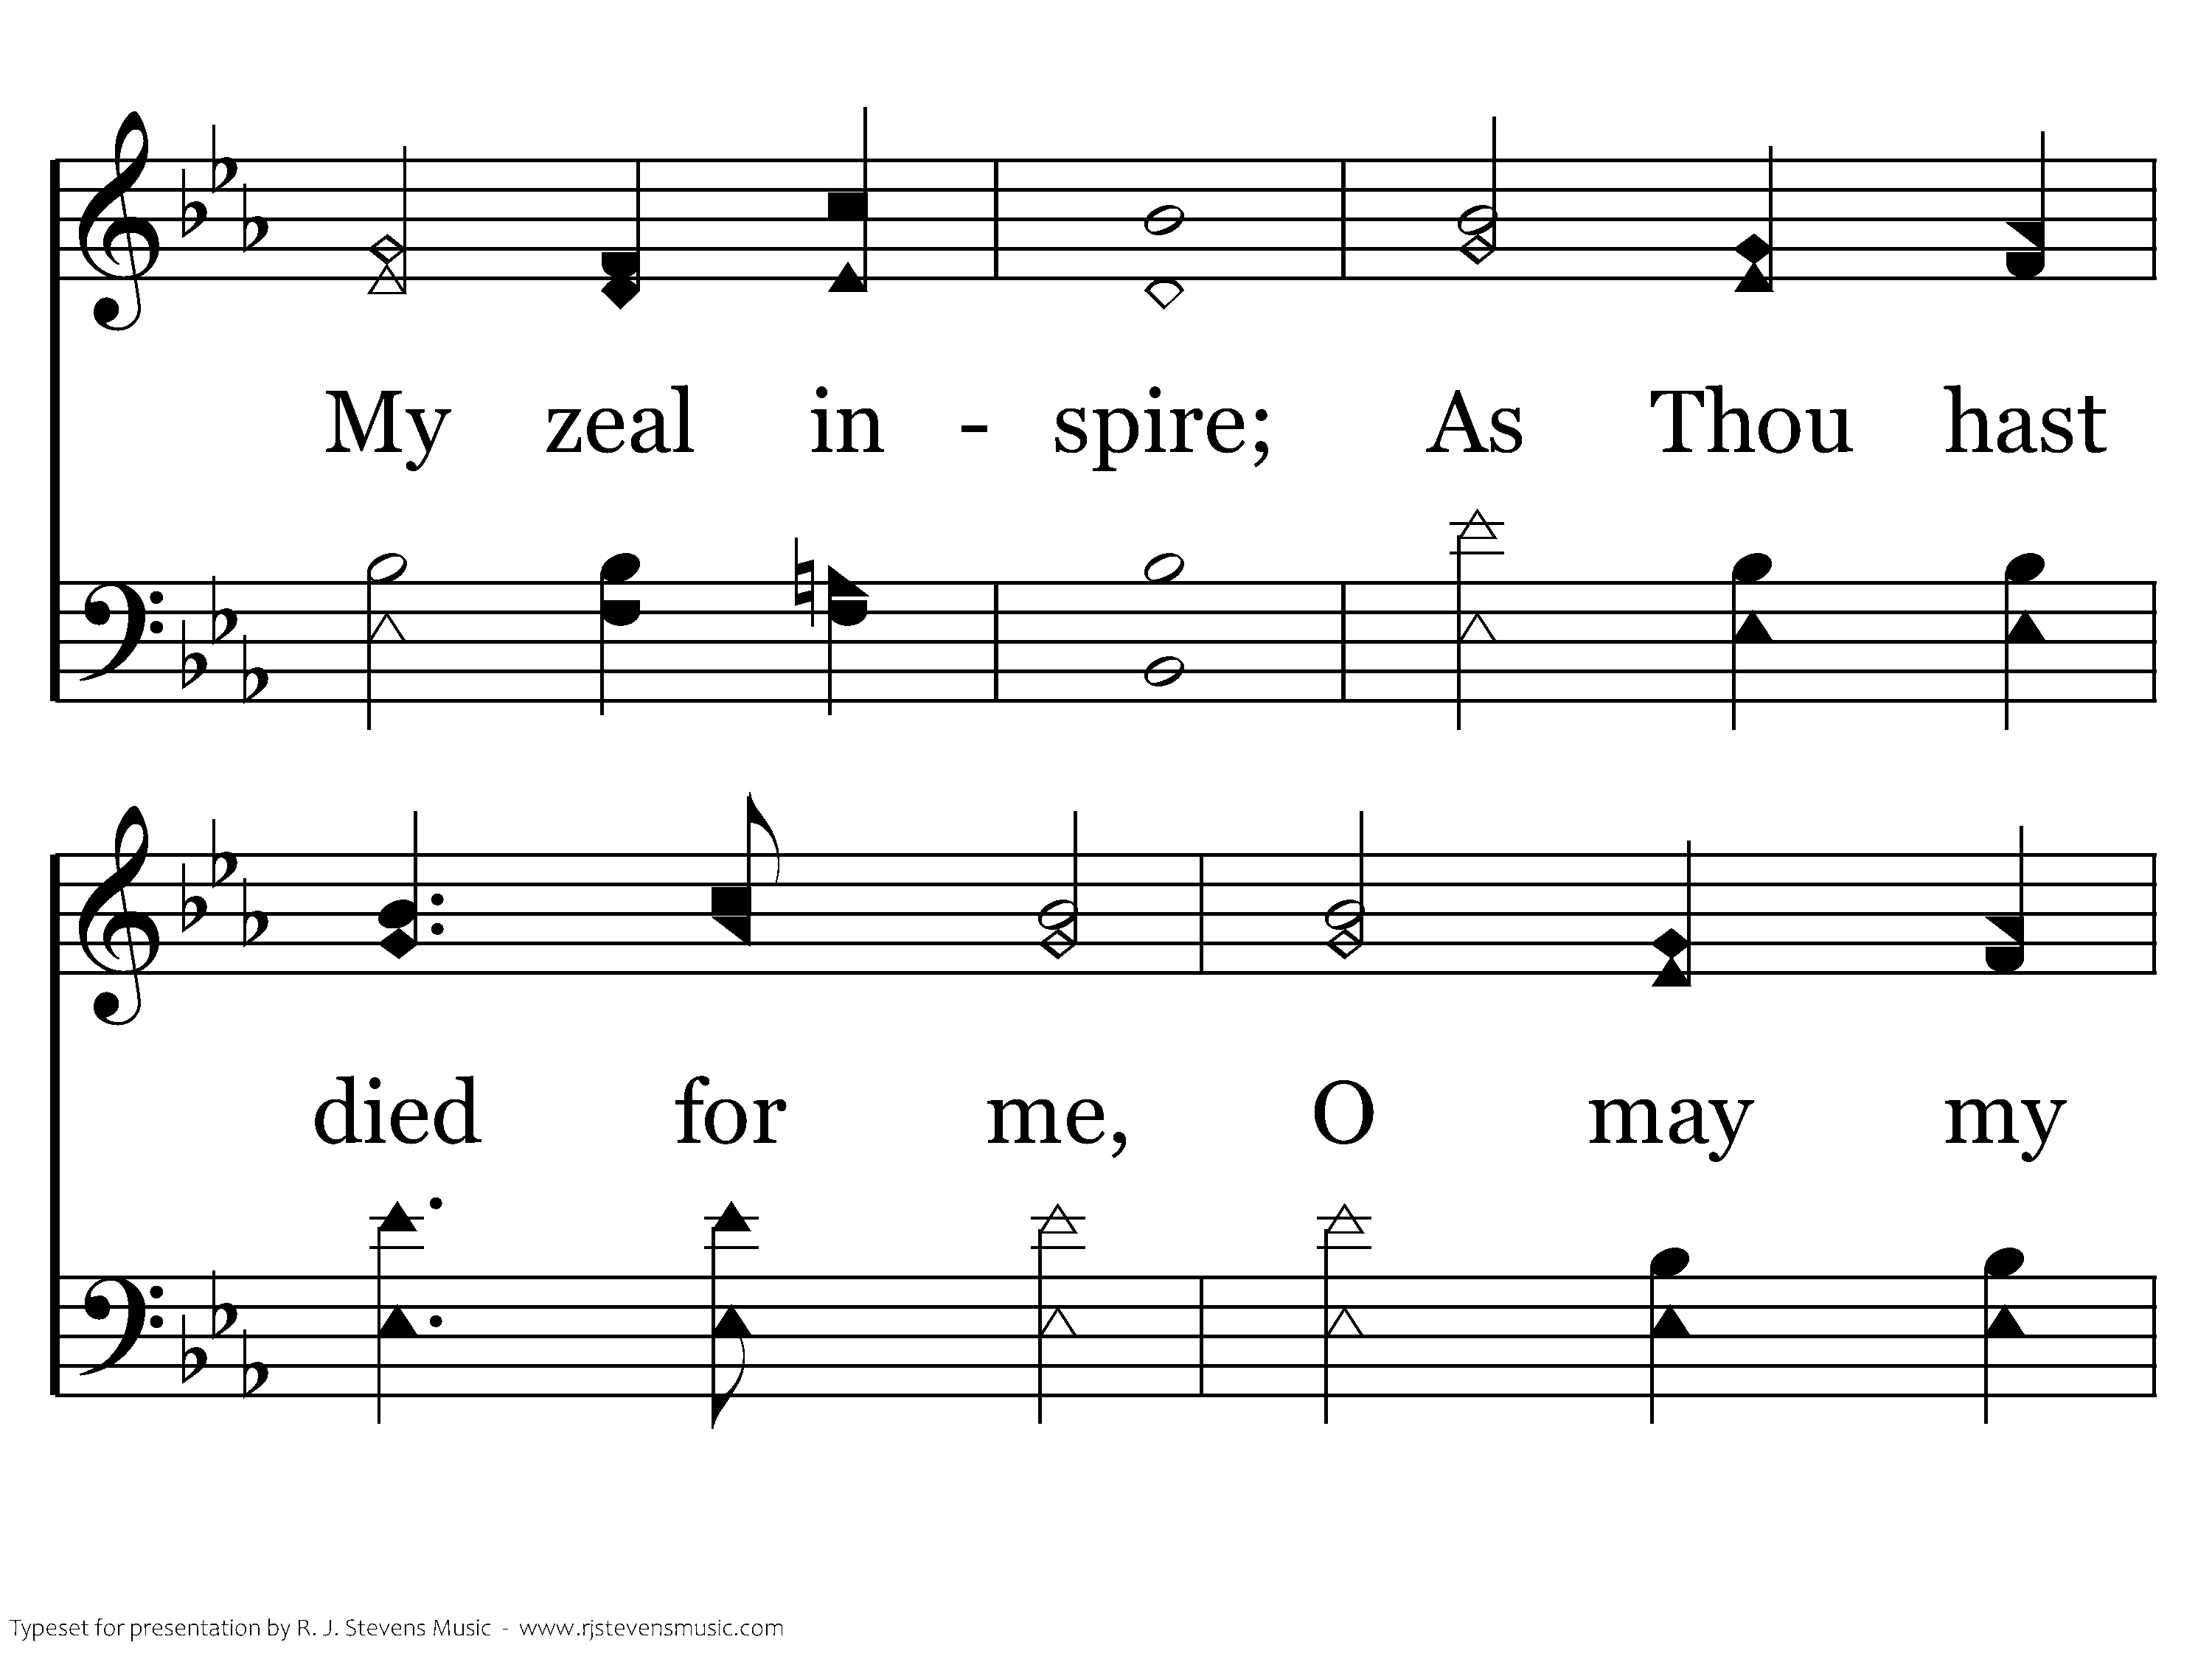 My zeal in - spire; As Thou hast
died for me, O may my
Typeset for presentation by R. J. Stevens Music - www.rjstevensmusic.com